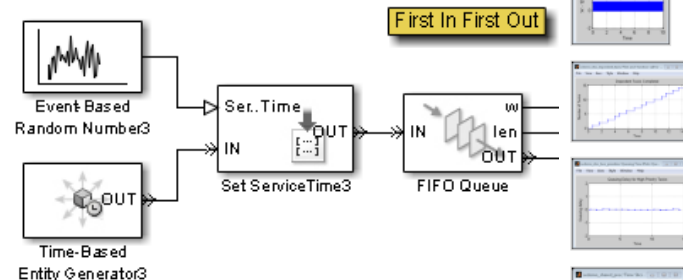 First In First Out
Event-Based
Random Number3
Ser..Time
IN
OUT
Set ServiceTime3
IN
w
len
OUT
FIFO Queue
OUT
Time-Based
Entity Generator3
Time